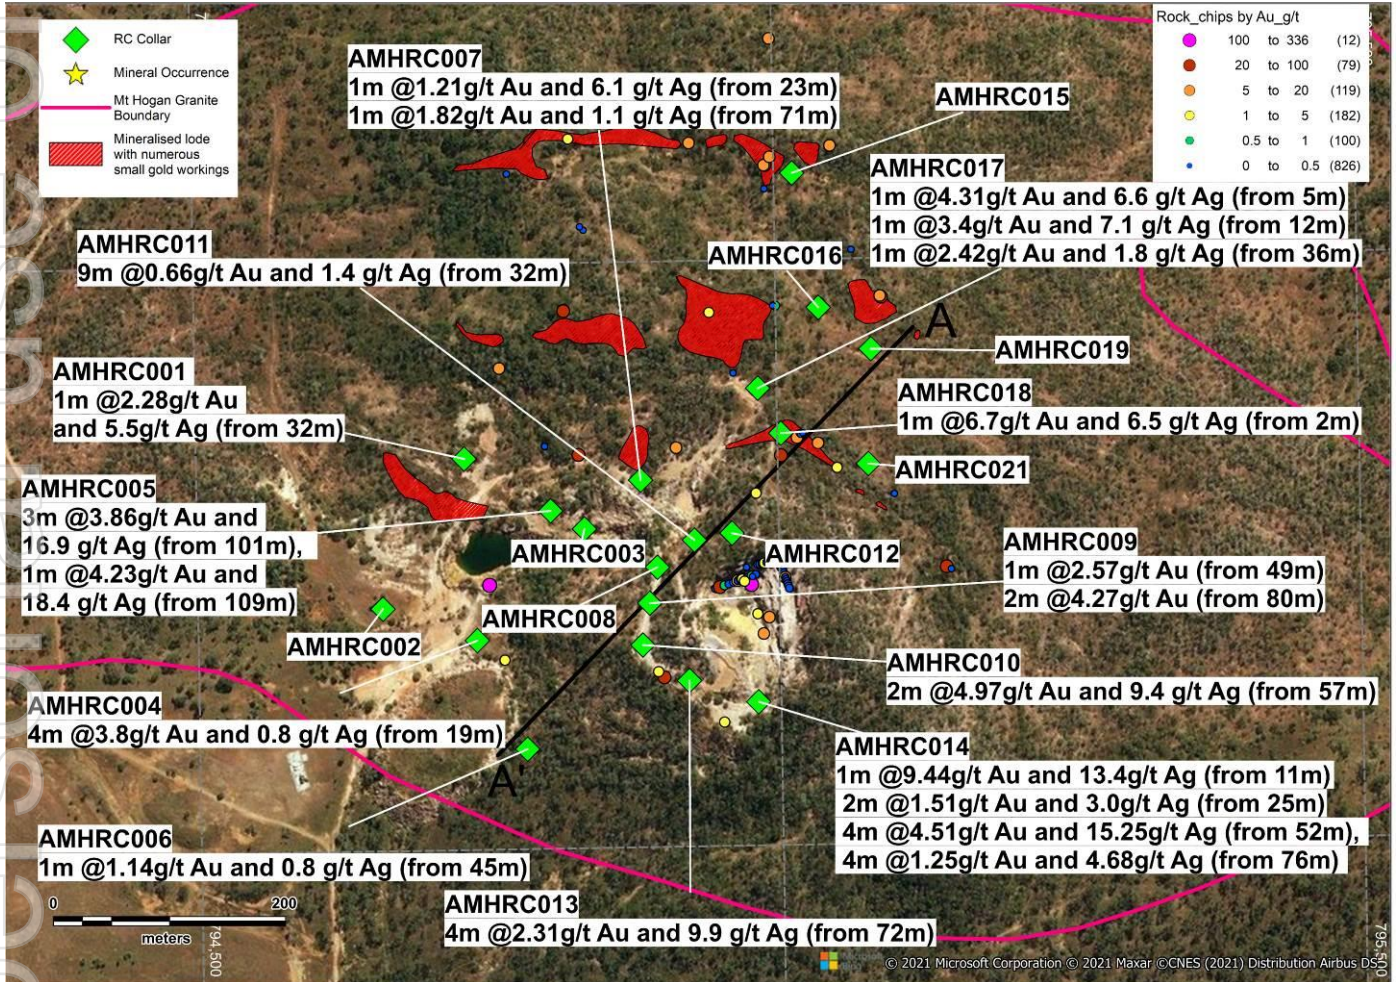 RC Collar
Mineral Occurrence
Mt Hogan Granite
Boundary
Mineralised lode
with numerous
small gold workings
Rock_chips by Au_g/t
100 to 336 (12)
20 to 100 (79)
5 to 20 (119)
1 to 5 (182)
0.5 to 1 (100)
0 to 0.5 (826)
AMHRC007
1m @1.21g/t Au and 6.1 g/t Ag (from 23m)
1m @1.82g/t Au and 1.1 g/t Ag (from 71m)
AMHRC015
AMHRC017
1m @4.31g/t Au and 6.6 g/t Ag (from 5m)
1m @3.4g/t Au and 7.1 g/t Ag (from 12m)
1m @2.42g/t Au and 1.8 g/t Ag (from 36m)
AMHRC011
9m @0.66g/t Au and 1.4 g/t Ag (from 32m)
AMHRC016
A
AMHRC019
AMHRC001
1m @2.28g/t Au
and 5.5g/t Ag (from 32m)
AMHRC018
1m @6.7g/t Au and 6.5 g/t Ag (from 2m)
AMHRC021
AMHRC005
3m @3.86g/t Au and
16.9 g/t Ag (from 101m),
1m @4.23g/t Au and
18.4 g/t Ag (from 109m)
AMHRC003
AMHRC012
AMHRC009
1m @2.57g/t Au (from 49m)
2m @4.27g/t Au (from 80m)
AMHRC008
AMHRC002
AMHRC010
2m @4.97g/t Au and 9.4 g/t Ag (from 57m)
AMHRC004
4m @3.8g/t Au and 0.8 g/t Ag (from 19m)
A'
AMHRC014
1m @9.44g/t Au and 13.4g/t Ag (from 11m)
2m @1.51g/t Au and 3.0g/t Ag (from 25m)
4m @4.51g/t Au and 15.25g/t Ag (from 52m),
4m @1.25g/t Au and 4.68g/t Ag (from 76m)
AMHRC006
1m @1.14g/t Au and 0.8 g/t Ag (from 45m)
AMHRC013
4m @2.31g/t Au and 9.9 g/t Ag (from 72m)
0 200
meters
794,500
795,500
© 2021 Microsoft Corporation © 2021 Maxar ©CNES (2021) Distribution Airbus DS